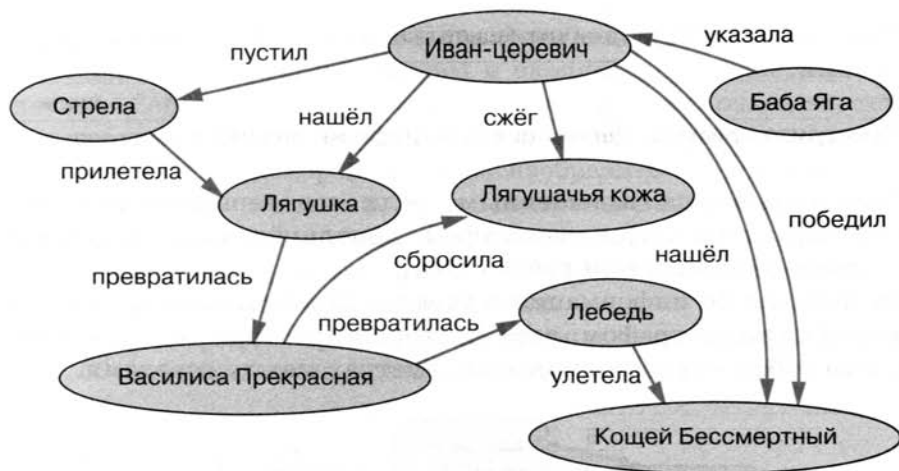 Иван-церевич
указала
пустил
Стрела
Баба Яга
нашёл
сжёг
прилетела
Лягушка
Лягушачья кожа
победил
превратилась
сбросила
нашёл
Лебедь
превратилась
Василиса Прекрасная
улетела
Кощей Бессмертный